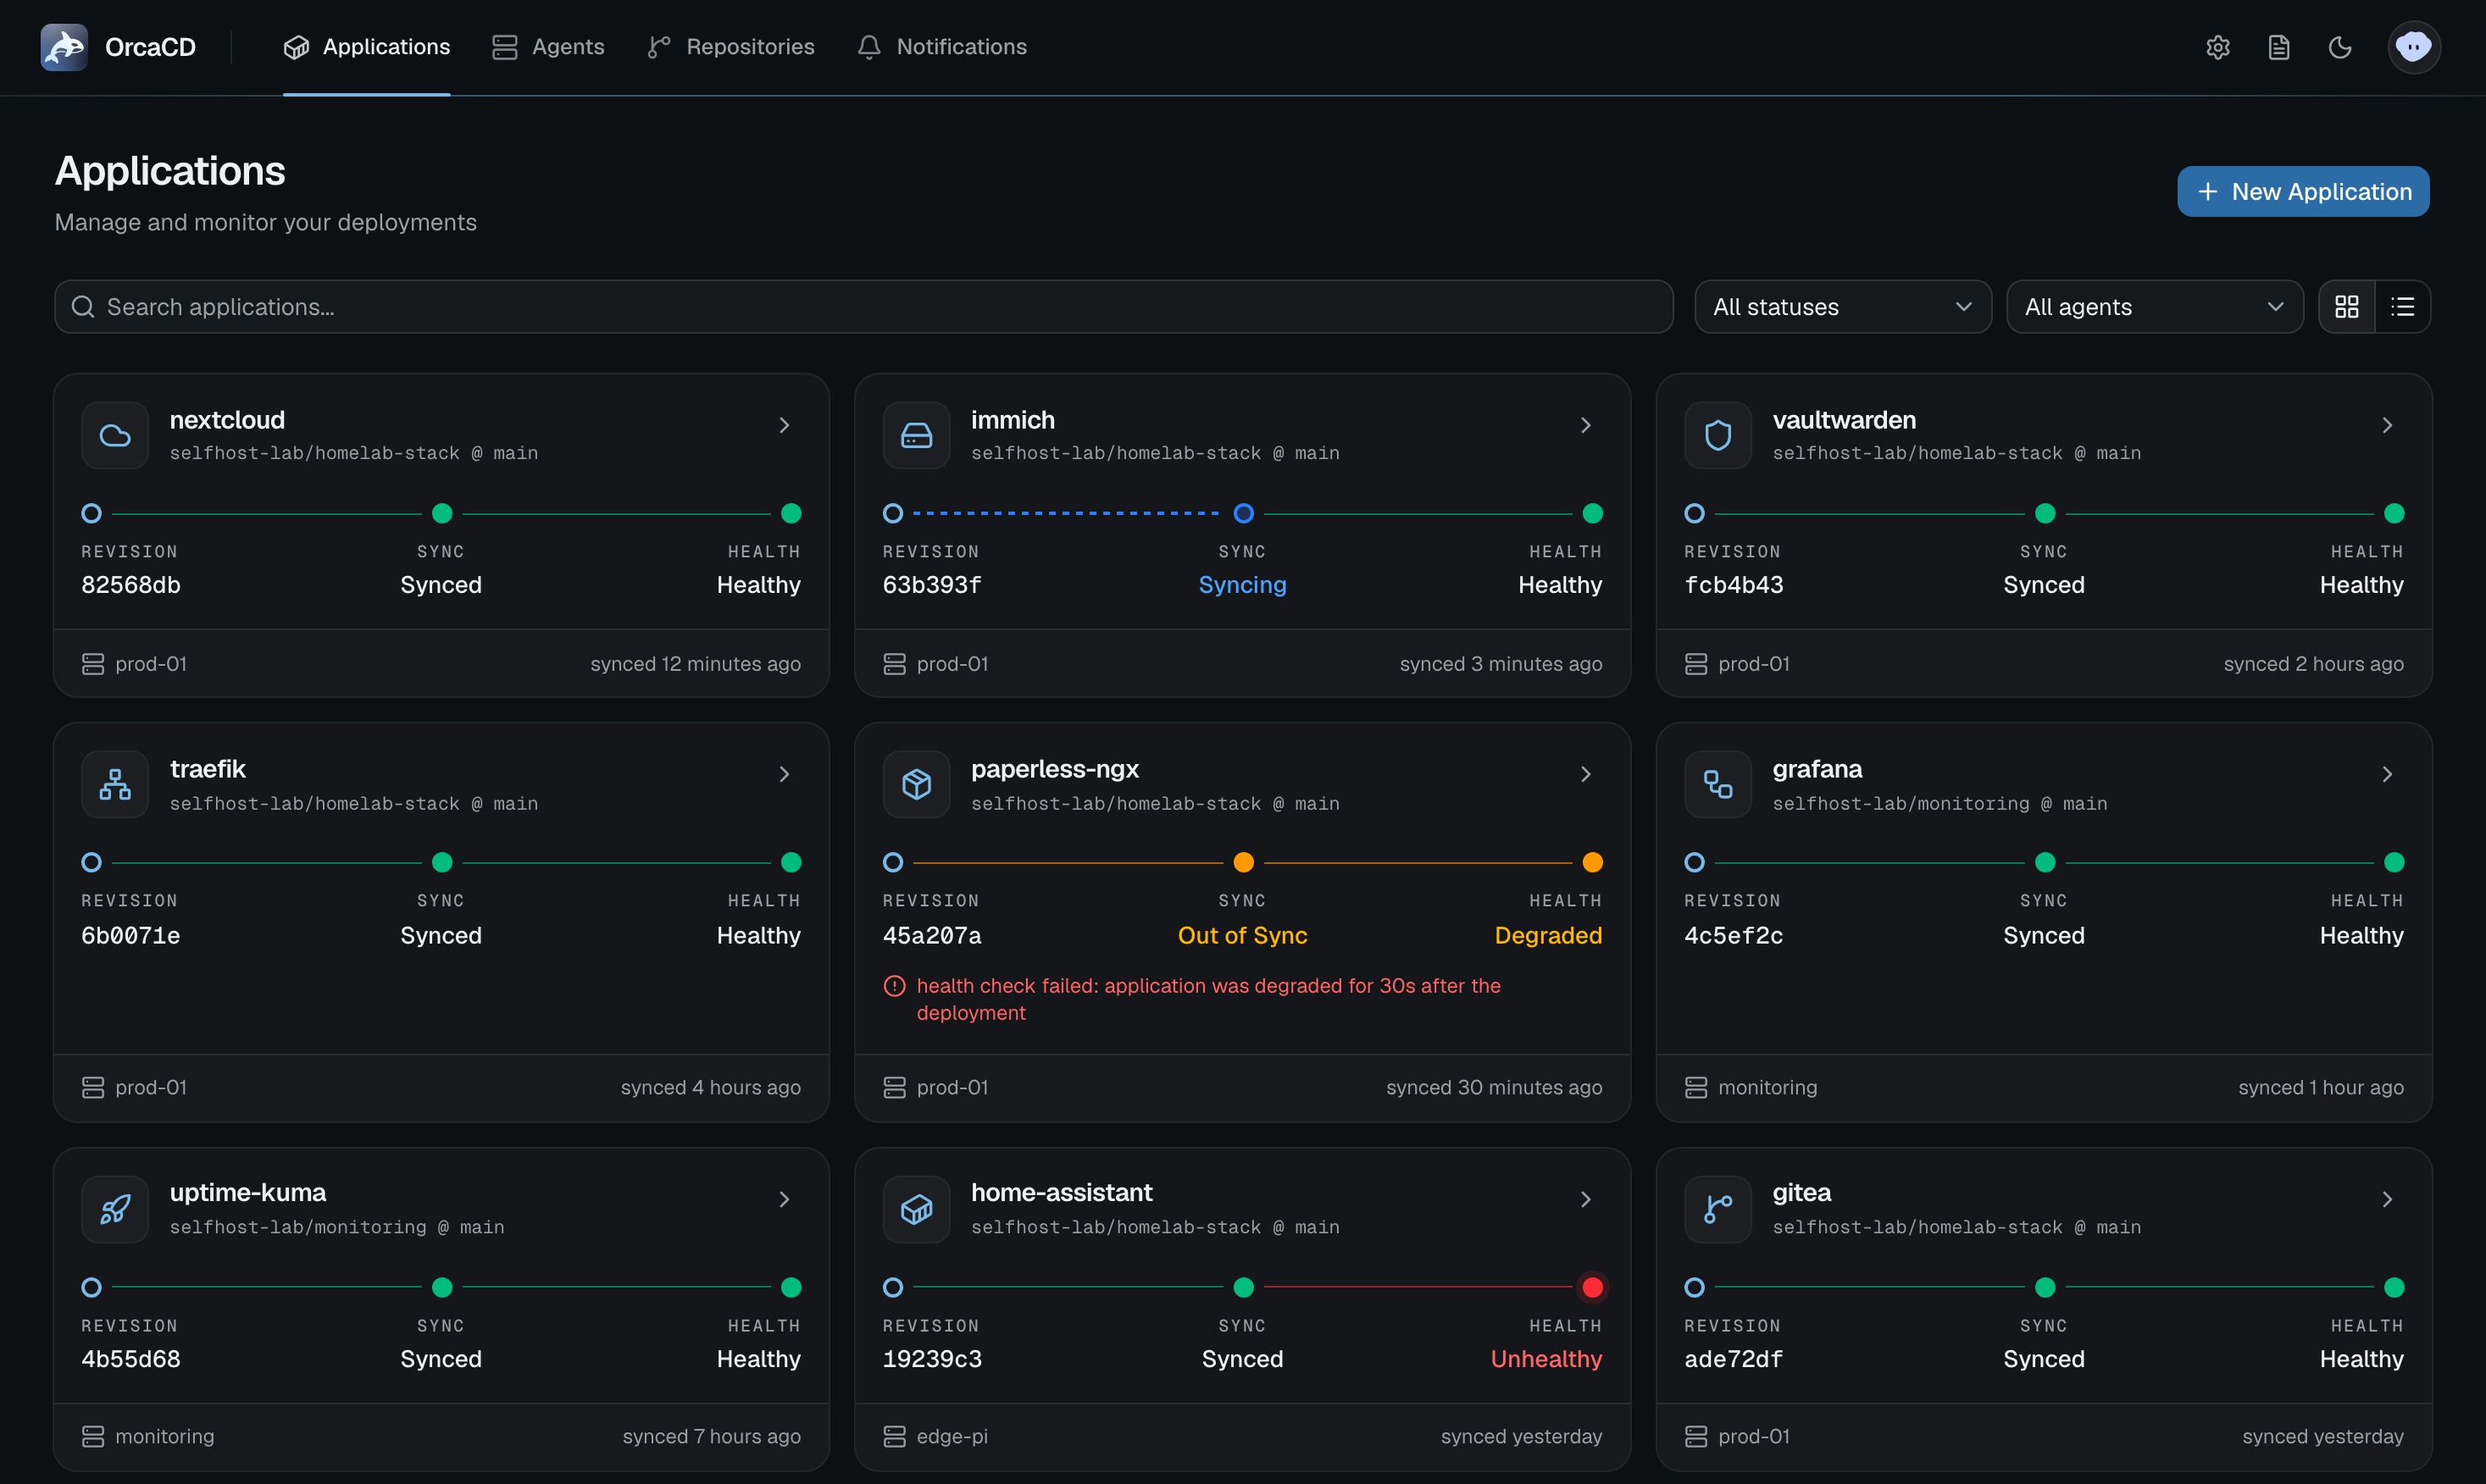 OrcaCD
Applications
Agents
Repositories
Notifications
Applications
Manage and monitor your deployments
New Application
Search applications...
All statuses
All agents
nextcloud
selfhost-lab/homelab-stack @ main
REVISION SYNC HEALTH
82568db Synced Healthy
prod-01 synced 12 minutes ago
immich
selfhost-lab/homelab-stack @ main
REVISION SYNC HEALTH
63b393f Syncing Healthy
prod-01 synced 3 minutes ago
vaultwarden
selfhost-lab/homelab-stack @ main
REVISION SYNC HEALTH
fcb4b43 Synced Healthy
prod-01 synced 2 hours ago
traefik
selfhost-lab/homelab-stack @ main
REVISION SYNC HEALTH
6b0071e Synced Healthy
prod-01 synced 4 hours ago
paperless-ngx
selfhost-lab/homelab-stack @ main
REVISION SYNC HEALTH
45a207a Out of Sync Degraded
health check failed: application was degraded for 30s after the
deployment
prod-01 synced 30 minutes ago
grafana
selfhost-lab/monitoring @ main
REVISION SYNC HEALTH
4c5ef2c Synced Healthy
monitoring synced 1 hour ago
uptime-kuma
selfhost-lab/monitoring @ main
REVISION SYNC HEALTH
4b55d68 Synced Healthy
monitoring synced 7 hours ago
home-assistant
selfhost-lab/homelab-stack @ main
REVISION SYNC HEALTH
19239c3 Synced Unhealthy
edge-pi synced yesterday
gitea
selfhost-lab/homelab-stack @ main
REVISION SYNC HEALTH
ade72df Synced Healthy
prod-01 synced yesterday